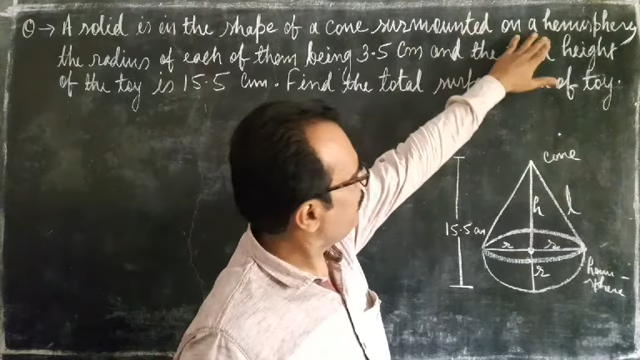 Q → A solid is in the shape of a cone surmounted on a hemisphere
the radius of each of them being 3.5 cm and the height
of the toy is 15.5 cm. Find the total of toy.
cone
h
l
15.5 cm
r r
r
hemi-
sphere